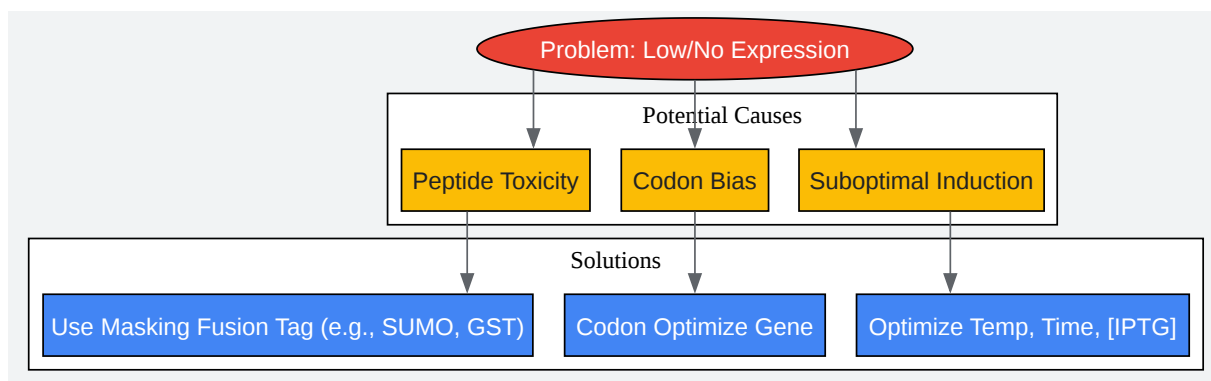 Problem: Low/No Expression
Potential Causes
Peptide Toxicity
Codon Bias
Suboptimal Induction
Solutions
Use Masking Fusion Tag (e.g., SUMO, GST)
Codon Optimize Gene
Optimize Temp, Time, [IPTG]